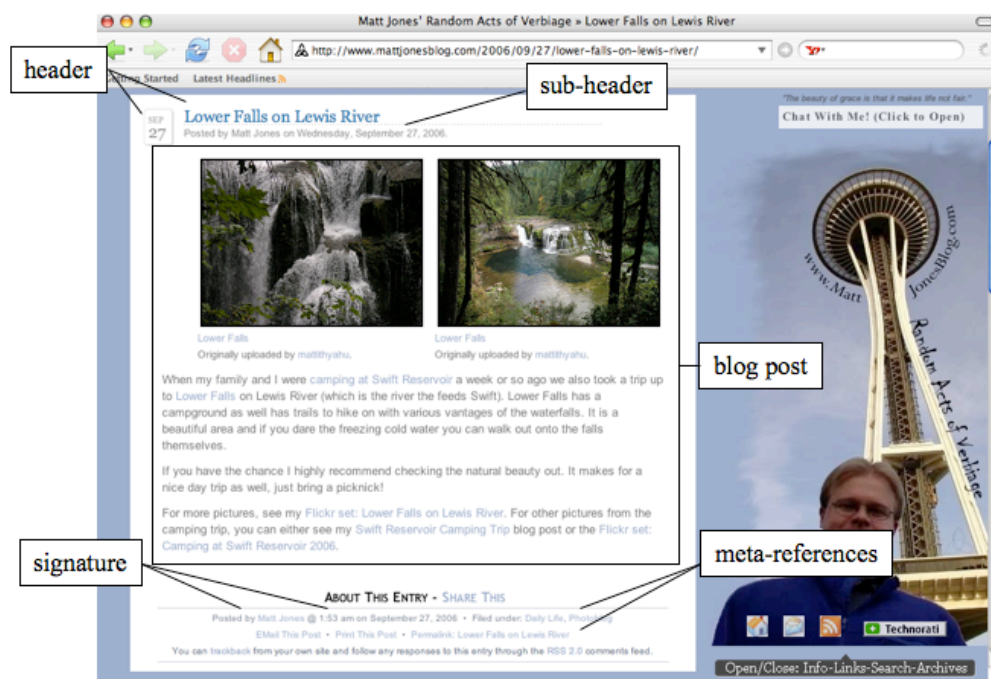 Matt Jones' Random Acts of Verbiage » Lower Falls on Lewis River
http://www.mattjonesblog.com/2006/09/27/lower-falls-on-lewis-river/
Y!
header
Getting Started Latest Headlines
sub-header
"The beauty of grace is that it makes life not fair."
Chat With Me! (Click to Open)
SEP
27
Lower Falls on Lewis River
Posted by Matt Jones on Wednesday, September 27, 2006.
www.Matt JonesBlog.com
Random Acts of Verbiage
Lower Falls
Originally uploaded by mattithyahu.
Lower Falls
Originally uploaded by mattithyahu.
blog post
When my family and I were camping at Swift Reservoir a week or so ago we also took a trip up
to Lower Falls on Lewis River (which is the river the feeds Swift). Lower Falls has a
campground as well has trails to hike on with various vantages of the waterfalls. It is a
beautiful area and if you dare the freezing cold water you can walk out onto the falls
themselves.
If you have the chance I highly recommend checking the natural beauty out. It makes for a
nice day trip as well, just bring a picknick!
For more pictures, see my Flickr set: Lower Falls on Lewis River. For other pictures from the
camping trip, you can either see my Swift Reservoir Camping Trip blog post or the Flickr set:
Camping at Swift Reservoir 2006.
signature
meta-references
ABOUT THIS ENTRY - SHARE THIS
Posted by Matt Jones @ 1:53 am on September 27, 2006 • Filed under: Daily Life, Photoblog
EMail This Post • Print This Post • Permalink: Lower Falls on Lewis River
You can trackback from your own site and follow any responses to this entry through the RSS 2.0 comments feed.
Technorati
Open/Close: Info-Links-Search-Archives